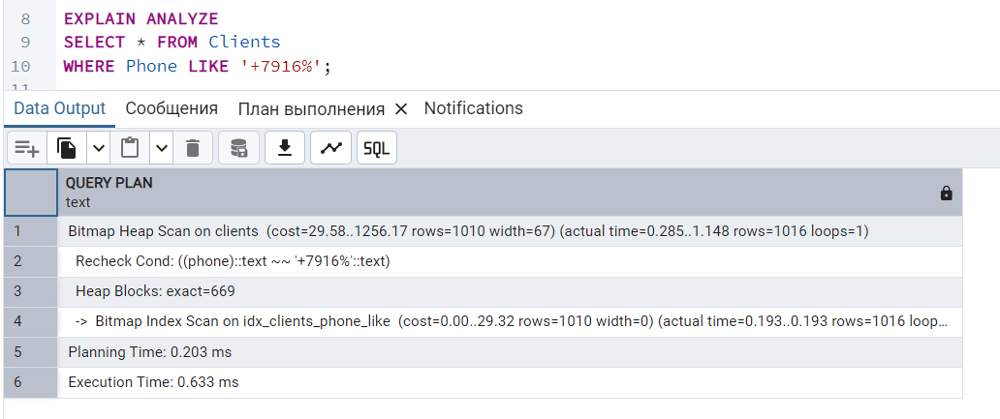 8 EXPLAIN ANALYZE
9 SELECT * FROM Clients
10 WHERE Phone LIKE '+7916%';
11
Data Output Сообщения План выполнения Notifications
SQL
QUERY PLAN
text
1 Bitmap Heap Scan on clients (cost=29.58..1256.17 rows=1010 width=67) (actual time=0.285..1.148 rows=1016 loops=1)
2 Recheck Cond: ((phone)::text ~~ '+7916%'::text)
3 Heap Blocks: exact=669
4 -> Bitmap Index Scan on idx_clients_phone_like (cost=0.00..29.32 rows=1010 width=0) (actual time=0.193..0.193 rows=1016 loop...
5 Planning Time: 0.203 ms
6 Execution Time: 0.633 ms